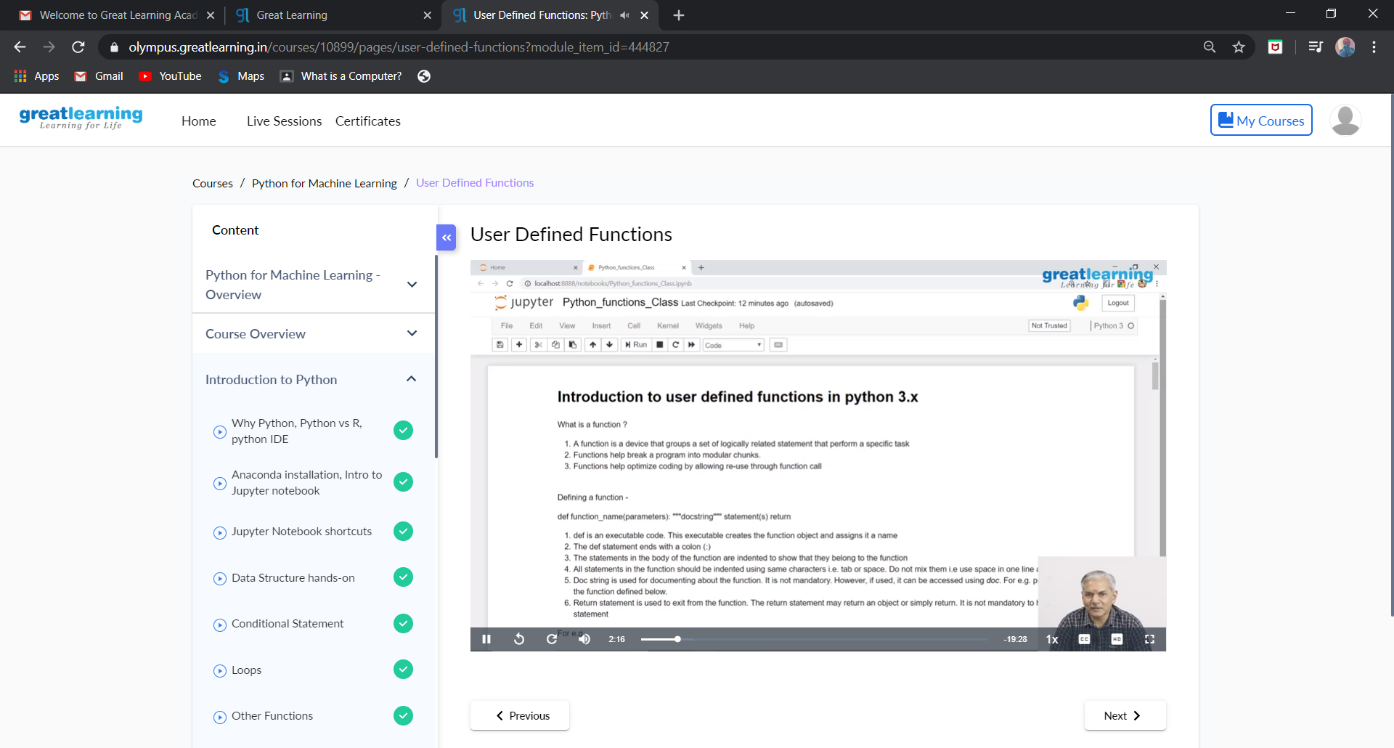 Welcome to Great Learning Acad
Great Learning
User Defined Functions: Pyth
olympus.greatlearning.in/courses/10899/pages/user-defined-functions?module_item_id=444827
Apps
Gmail
YouTube
Maps
What is a Computer?
greatlearning
Learning for Life
Home
Live Sessions
Certificates
My Courses
Courses / Python for Machine Learning / User Defined Functions
Content
Python for Machine Learning -
Overview
Course Overview
Introduction to Python
Why Python, Python vs R,
python IDE
Anaconda installation, Intro to
Jupyter notebook
Jupyter Notebook shortcuts
Data Structure hands-on
Conditional Statement
Loops
Other Functions
User Defined Functions
Home
Python_functions_Class
localhost:8888/notebooks/Python_functions_Class.ipynb
greatlearning
Learning for Life
jupyter Python_functions_Class Last Checkpoint: 12 minutes ago (autosaved)
Logout
File Edit View Insert Cell Kernel Widgets Help
Not Trusted
Python 3
Run
Code
Introduction to user defined functions in python 3.x
What is a function ?
1. A function is a device that groups a set of logically related statement that perform a specific task
2. Functions help break a program into modular chunks.
3. Functions help optimize coding by allowing re-use through function call
Defining a function -
def function_name(parameters): """docstring""" statement(s) return
1. def is an executable code. This executable creates the function object and assigns it a name
2. The def statement ends with a colon (:)
3. The statements in the body of the function are indented to show that they belong to the function
4. All statements in the function should be indented using same characters i.e. tab or space. Do not mix them i.e use space in one line
5. Doc string is used for documenting about the function. It is not mandatory. However, if used, it can be accessed using doc. For e.g. p
the function defined below.
6. Return statement is used to exit from the function. The return statement may return an object or simply return. It is not mandatory to
statement
For e.g
2:16
-19:28
1x
CC
HD
Previous
Next